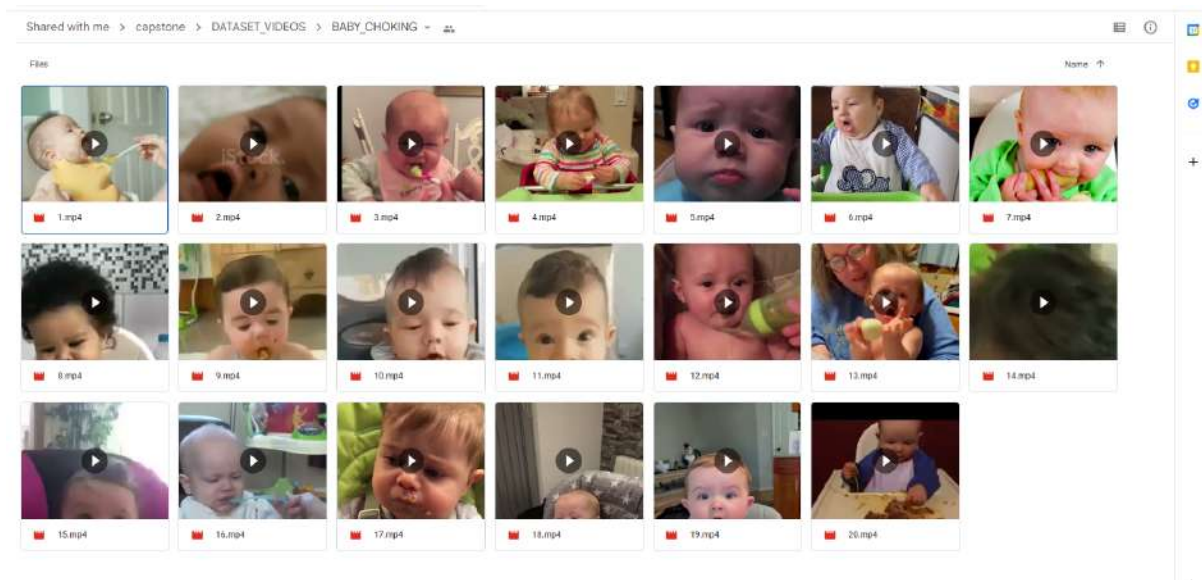 Shared with me > capstone > DATASET_VIDEOS > BABY_CHOKING
Files
Name ↑
iStock.
1.mp4
2.mp4
3.mp4
4.mp4
5.mp4
6.mp4
7.mp4
8.mp4
9.mp4
10.mp4
11.mp4
12.mp4
13.mp4
14.mp4
15.mp4
16.mp4
17.mp4
18.mp4
19.mp4
20.mp4